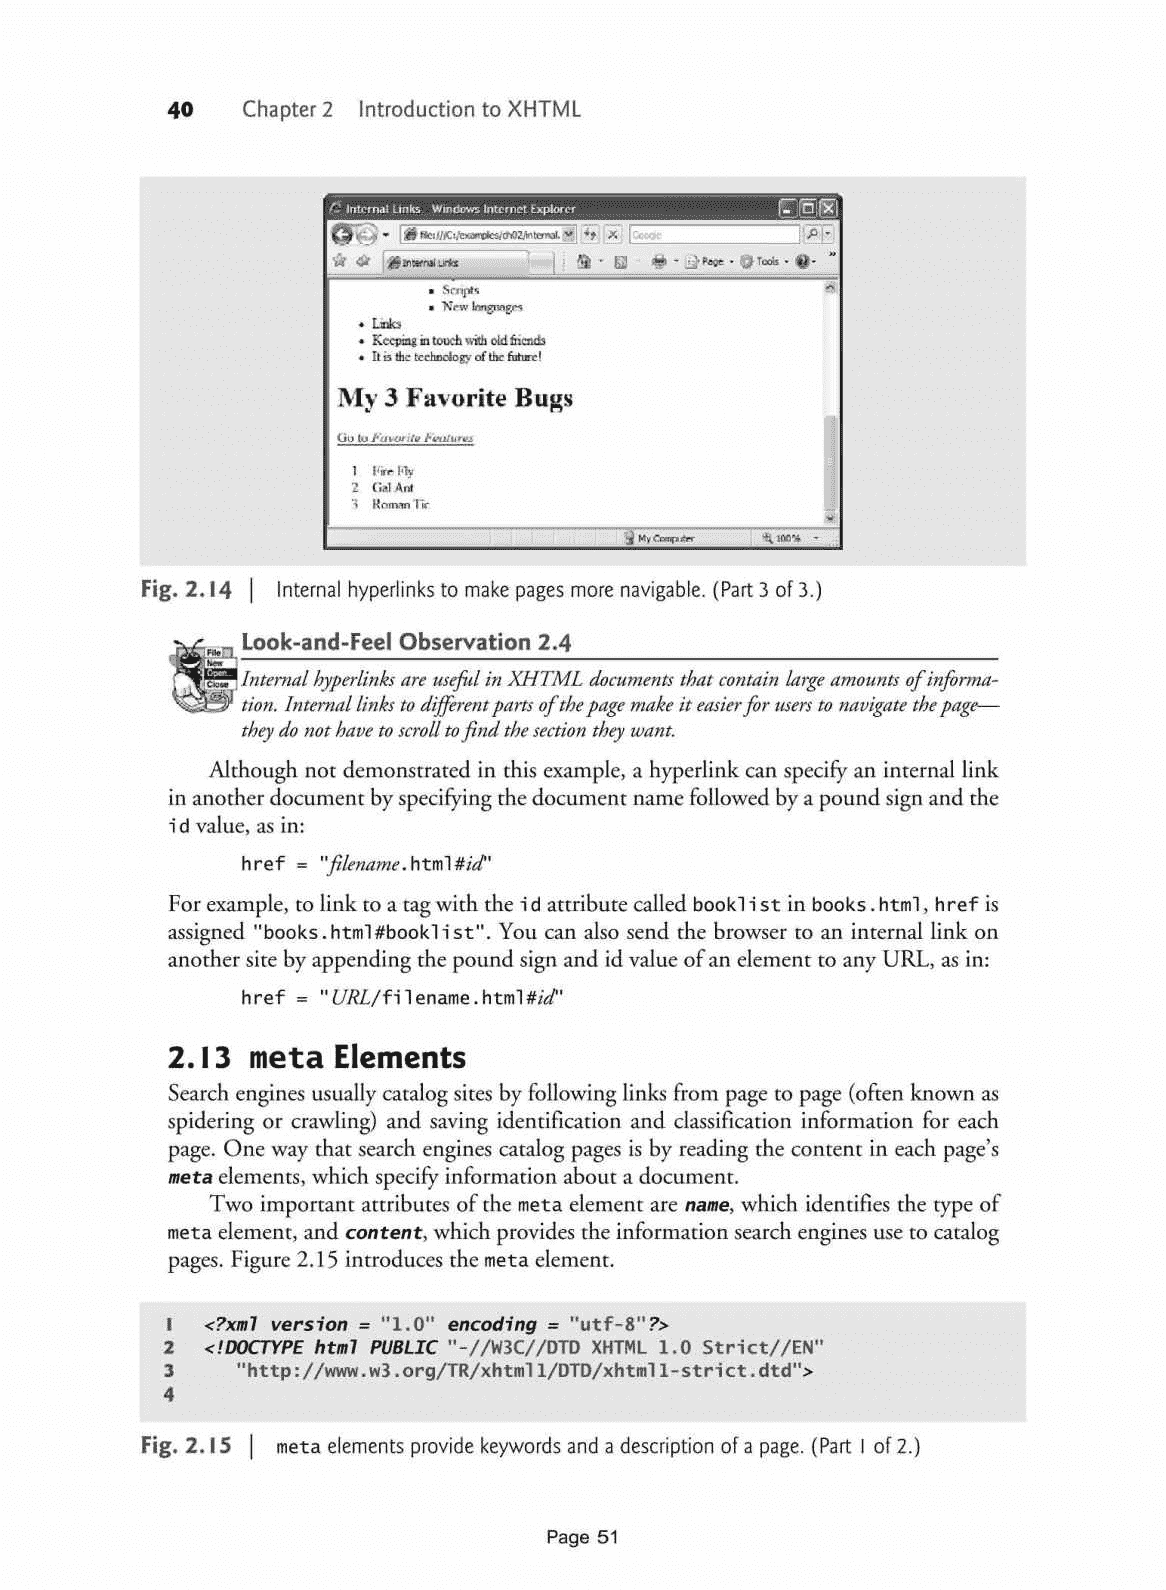 40 Chapter 2 Introduction to XHTML
Internal Links - Windows Internet Explorer
file:///C:/examples/ch02/internal. Google
Internal Links Page Tools
Scripts
New languages
Links
Keeping in touch with old friends
It is the technology of the future!
My 3 Favorite Bugs
Go to Favorite Features
1 Fire Fly
2 Gal Ant
3 Roman Tic
My Computer 100%
Fig. 2.14 | Internal hyperlinks to make pages more navigable. (Part 3 of 3.)
File
New
Open...
Close
Look-and-Feel Observation 2.4
Internal hyperlinks are useful in XHTML documents that contain large amounts of informa-
tion. Internal links to different parts of the page make it easier for users to navigate the page—
they do not have to scroll to find the section they want.
Although not demonstrated in this example, a hyperlink can specify an internal link
in another document by specifying the document name followed by a pound sign and the
id value, as in:
href = "filename.html#id"
For example, to link to a tag with the id attribute called booklist in books.html, href is
assigned "books.html#booklist". You can also send the browser to an internal link on
another site by appending the pound sign and id value of an element to any URL, as in:
href = "URL/filename.html#id"
2.13 meta Elements
Search engines usually catalog sites by following links from page to page (often known as
spidering or crawling) and saving identification and classification information for each
page. One way that search engines catalog pages is by reading the content in each page's
meta elements, which specify information about a document.
Two important attributes of the meta element are name, which identifies the type of
meta element, and content, which provides the information search engines use to catalog
pages. Figure 2.15 introduces the meta element.
1 <?xml version = "1.0" encoding = "utf-8"?>
2 <!DOCTYPE html PUBLIC "-//W3C//DTD XHTML 1.0 Strict//EN"
3 "http://www.w3.org/TR/xhtml1/DTD/xhtml1-strict.dtd">
4
Fig. 2.15 | meta elements provide keywords and a description of a page. (Part 1 of 2.)
Page 51